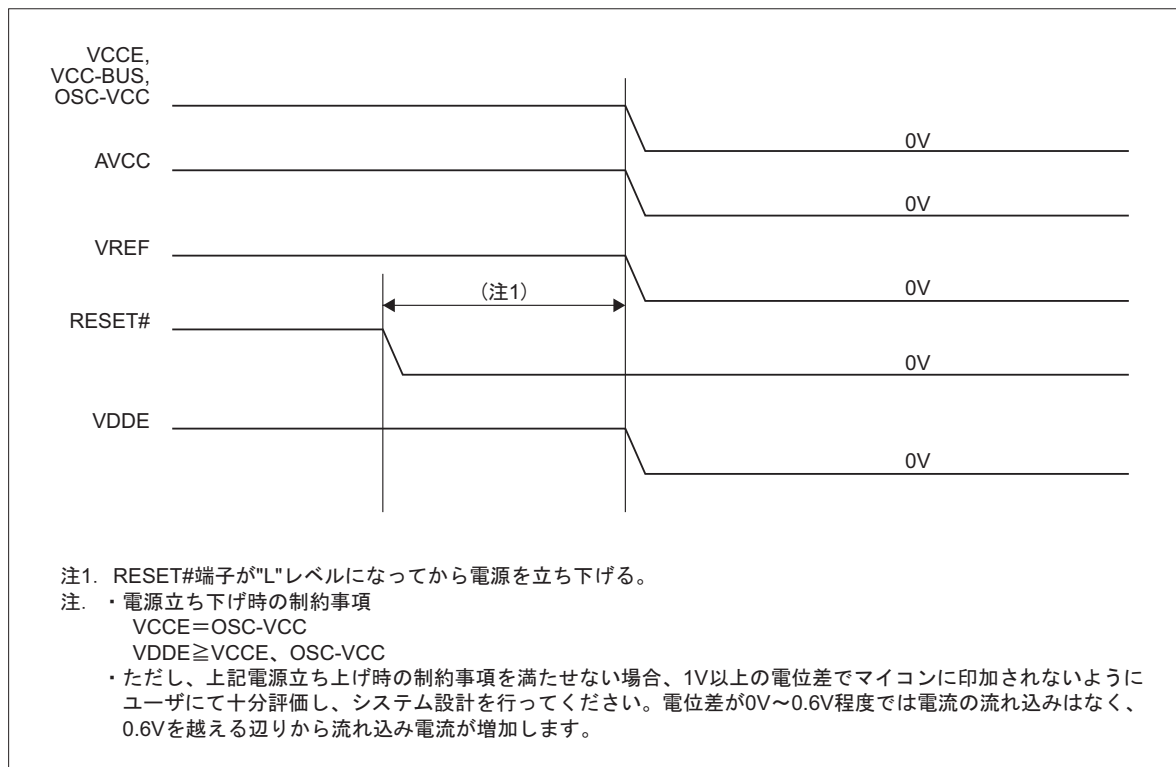 VCCE,
VCC-BUS,
OSC-VCC
0V
AVCC
0V
VREF
(注1)
0V
RESET#
0V
VDDE
0V
注1. RESET#端子が"L"レベルになってから電源を立ち下げる。
注. ・電源立ち下げ時の制約事項
VCCE=OSC-VCC
VDDE≧VCCE、OSC-VCC
・ただし、上記電源立ち上げ時の制約事項を満たせない場合、1V以上の電位差でマイコンに印加されないように
ユーザにて十分評価し、システム設計を行ってください。電位差が0V～0.6V程度では電流の流れ込みはなく、
0.6Vを越える辺りから流れ込み電流が増加します。